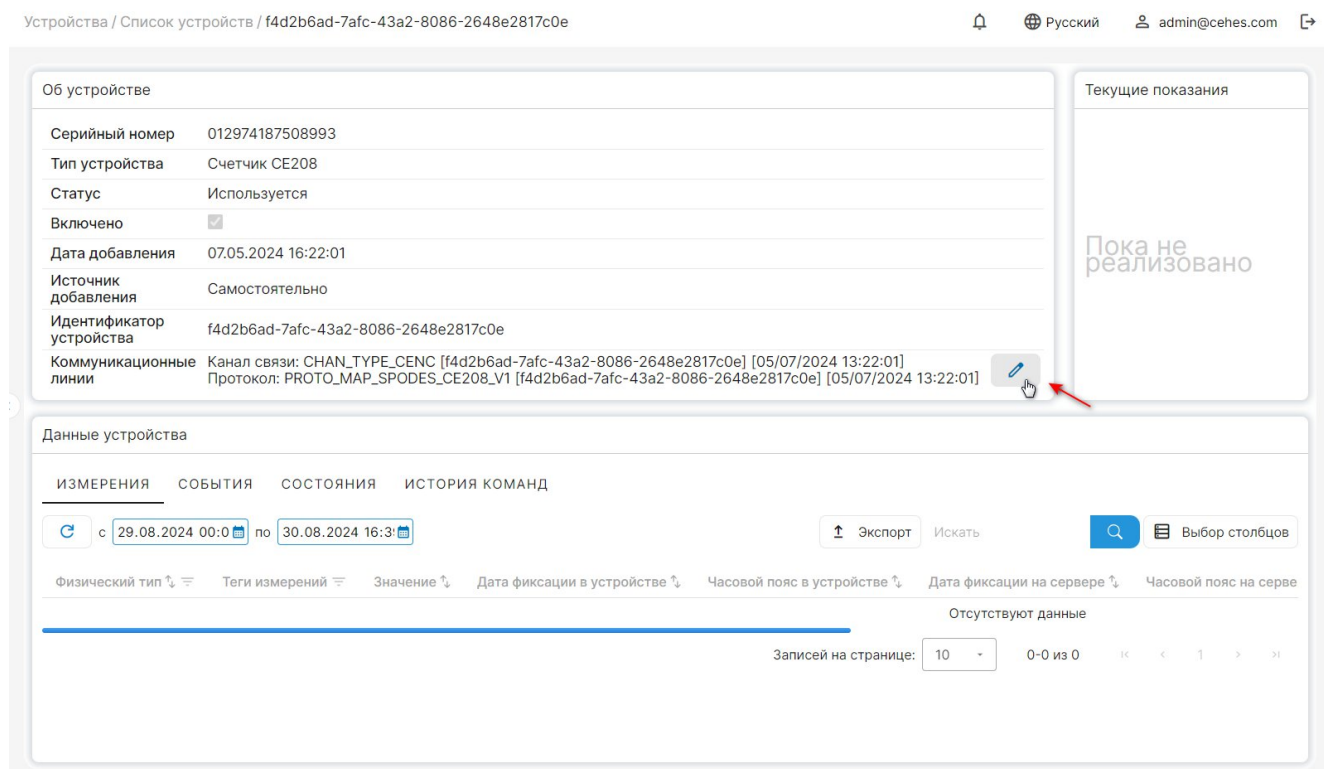 Устройства / Список устройств / f4d2b6ad-7afc-43a2-8086-2648e2817c0e
Русский
admin@cehes.com
Об устройстве
Серийный номер 012974187508993
Тип устройства Счетчик CE208
Статус Используется
Включено
Дата добавления 07.05.2024 16:22:01
Источник
добавления
Самостоятельно
Идентификатор
устройства
f4d2b6ad-7afc-43a2-8086-2648e2817c0e
Коммуникационные
линии
Канал связи: CHAN_TYPE_CENC [f4d2b6ad-7afc-43a2-8086-2648e2817c0e] [05/07/2024 13:22:01]
Протокол: PROTO_MAP_SPODES_CE208_V1 [f4d2b6ad-7afc-43a2-8086-2648e2817c0e] [05/07/2024 13:22:01]
Текущие показания
Пока не
реализовано
Данные устройства
ИЗМЕРЕНИЯ СОБЫТИЯ СОСТОЯНИЯ ИСТОРИЯ КОМАНД
с 29.08.2024 00:0 по 30.08.2024 16:3 Экспорт Искать Выбор столбцов
Физический тип Теги измерений Значение Дата фиксации в устройстве Часовой пояс в устройстве Дата фиксации на сервере Часовой пояс на серве
Отсутствуют данные
Записей на странице: 10 0-0 из 0 1